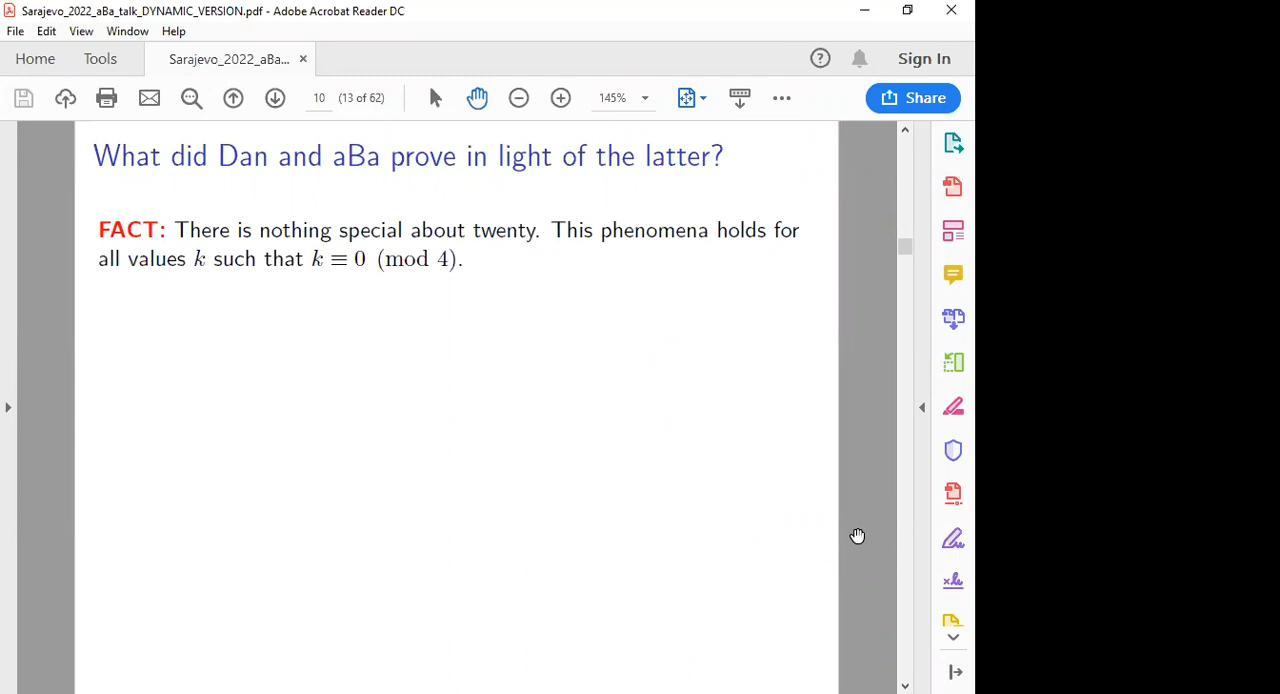 Sarajevo_2022_aBa_talk_DYNAMIC_VERSION.pdf - Adobe Acrobat Reader DC
File Edit View Window Help
Home Tools Sarajevo_2022_aBa... × Sign In
10 (13 of 62) 145% Share
What did Dan and aBa prove in light of the latter?
FACT: There is nothing special about twenty. This phenomena holds for
all values k such that k ≡ 0 (mod 4).